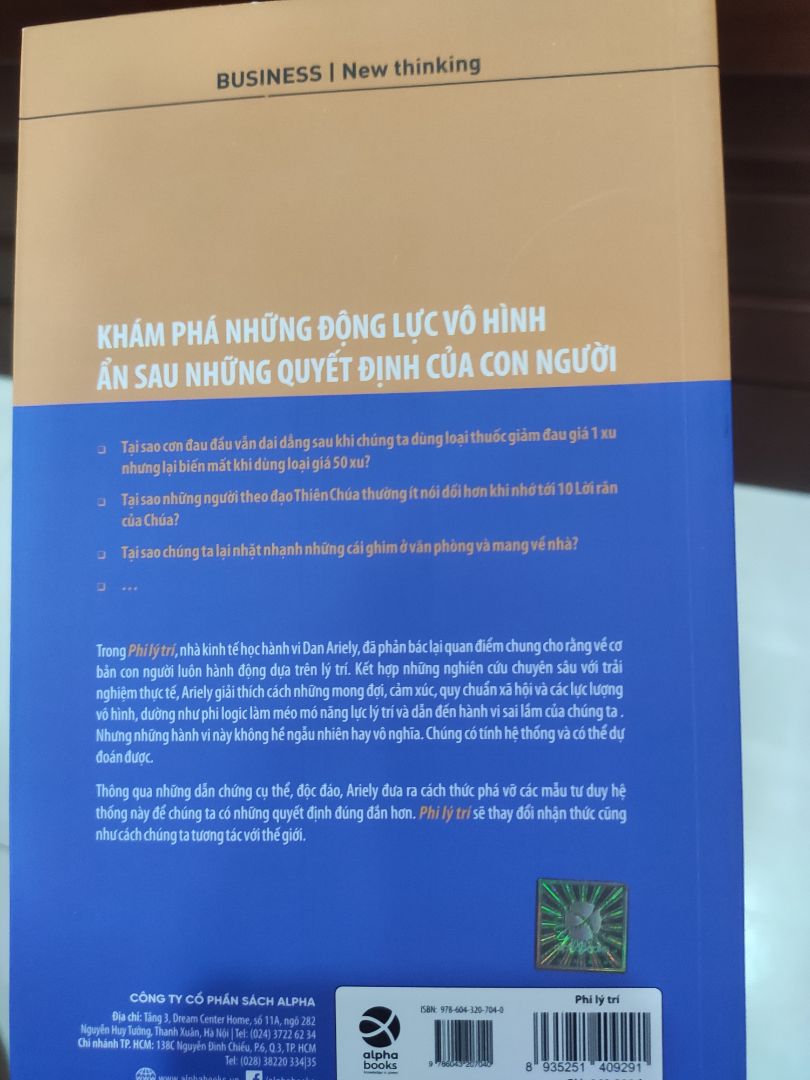 BUSINESS | New thinking
KHÁM PHÁ NHỮNG ĐỘNG LỰC VÔ HÌNH
ẨN SAU NHỮNG QUYẾT ĐỊNH CỦA CON NGƯỜI
Tại sao cơn đau đầu vẫn dai dẳng sau khi chúng ta dùng loại thuốc giảm đau giá 1 xu
nhưng lại biến mất khi dùng loại giá 50 xu?
Tại sao những người theo đạo Thiên Chúa thường ít nói dối hơn khi nhớ tới 10 Lời răn
của Chúa?
Tại sao chúng ta lại nhặt nhạnh những cái ghim ở văn phòng và mang về nhà?
...
Trong Phi lý trí, nhà kinh tế học hành vi Dan Ariely, đã phản bác lại quan điểm chung cho rằng về cơ
bản con người luôn hành động dựa trên lý trí. Kết hợp những nghiên cứu chuyên sâu với trải
nghiệm thực tế, Ariely giải thích cách những mong đợi, cảm xúc, quy chuẩn xã hội và các lực lượng
vô hình, dường như phi logic làm méo mó năng lực lý trí và dẫn đến hành vi sai lầm của chúng ta .
Nhưng những hành vi này không hề ngẫu nhiên hay vô nghĩa. Chúng có tính hệ thống và có thể dự
đoán được.
Thông qua những dẫn chứng cụ thể, độc đáo, Ariely đưa ra cách thức phá vỡ các mẫu tư duy hệ
thống này để chúng ta có những quyết định đúng đắn hơn. Phi lý trí sẽ thay đổi nhận thức cũng
như cách chúng ta tương tác với thế giới.
CÔNG TY CỔ PHẦN SÁCH ALPHA
Địa chỉ: Tầng 3, Dream Center Home, số 11A, ngõ 282
Nguyễn Huy Tưởng, Thanh Xuân, Hà Nội | Tel: (024) 3722 62 34
Chi nhánh TP. HCM: 138C Nguyễn Đình Chiểu, P.6, Q.3, TP. HCM
Tel: (028) 38220 334|35
www.alphabooks.vn
/alphabooks
alpha
books
knowledge is power
ISBN: 978-604-320-704-0
9 786043 207040
Phi lý trí
8 935251 409291